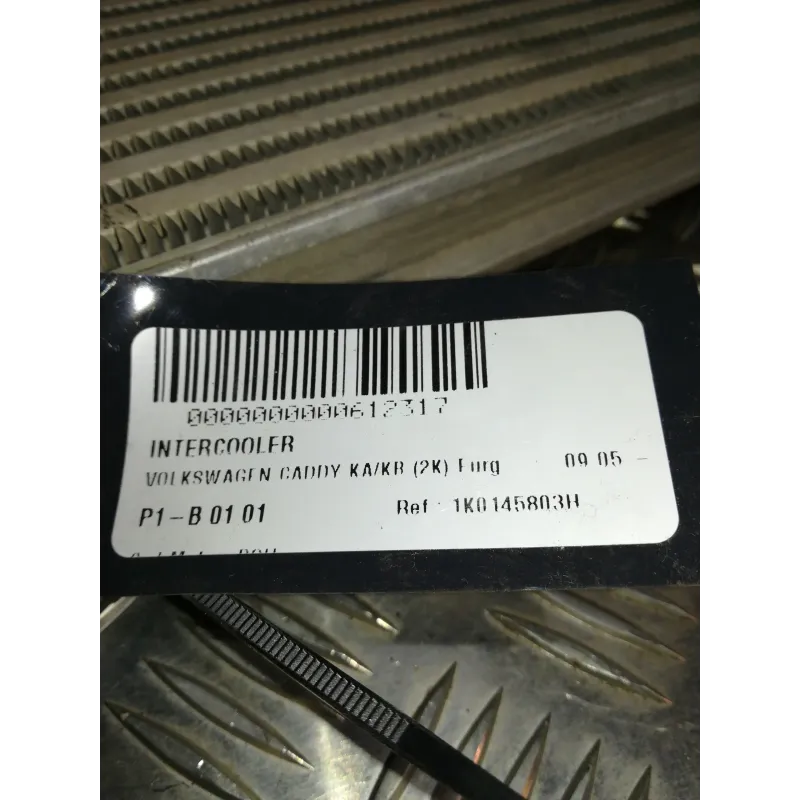 0000000000612317
INTERCOOLER
VOLKSWAGEN CADDY KA/KB (2K) Furg 09.05 -
P1-B 01 01 Ref : 1K0145803H